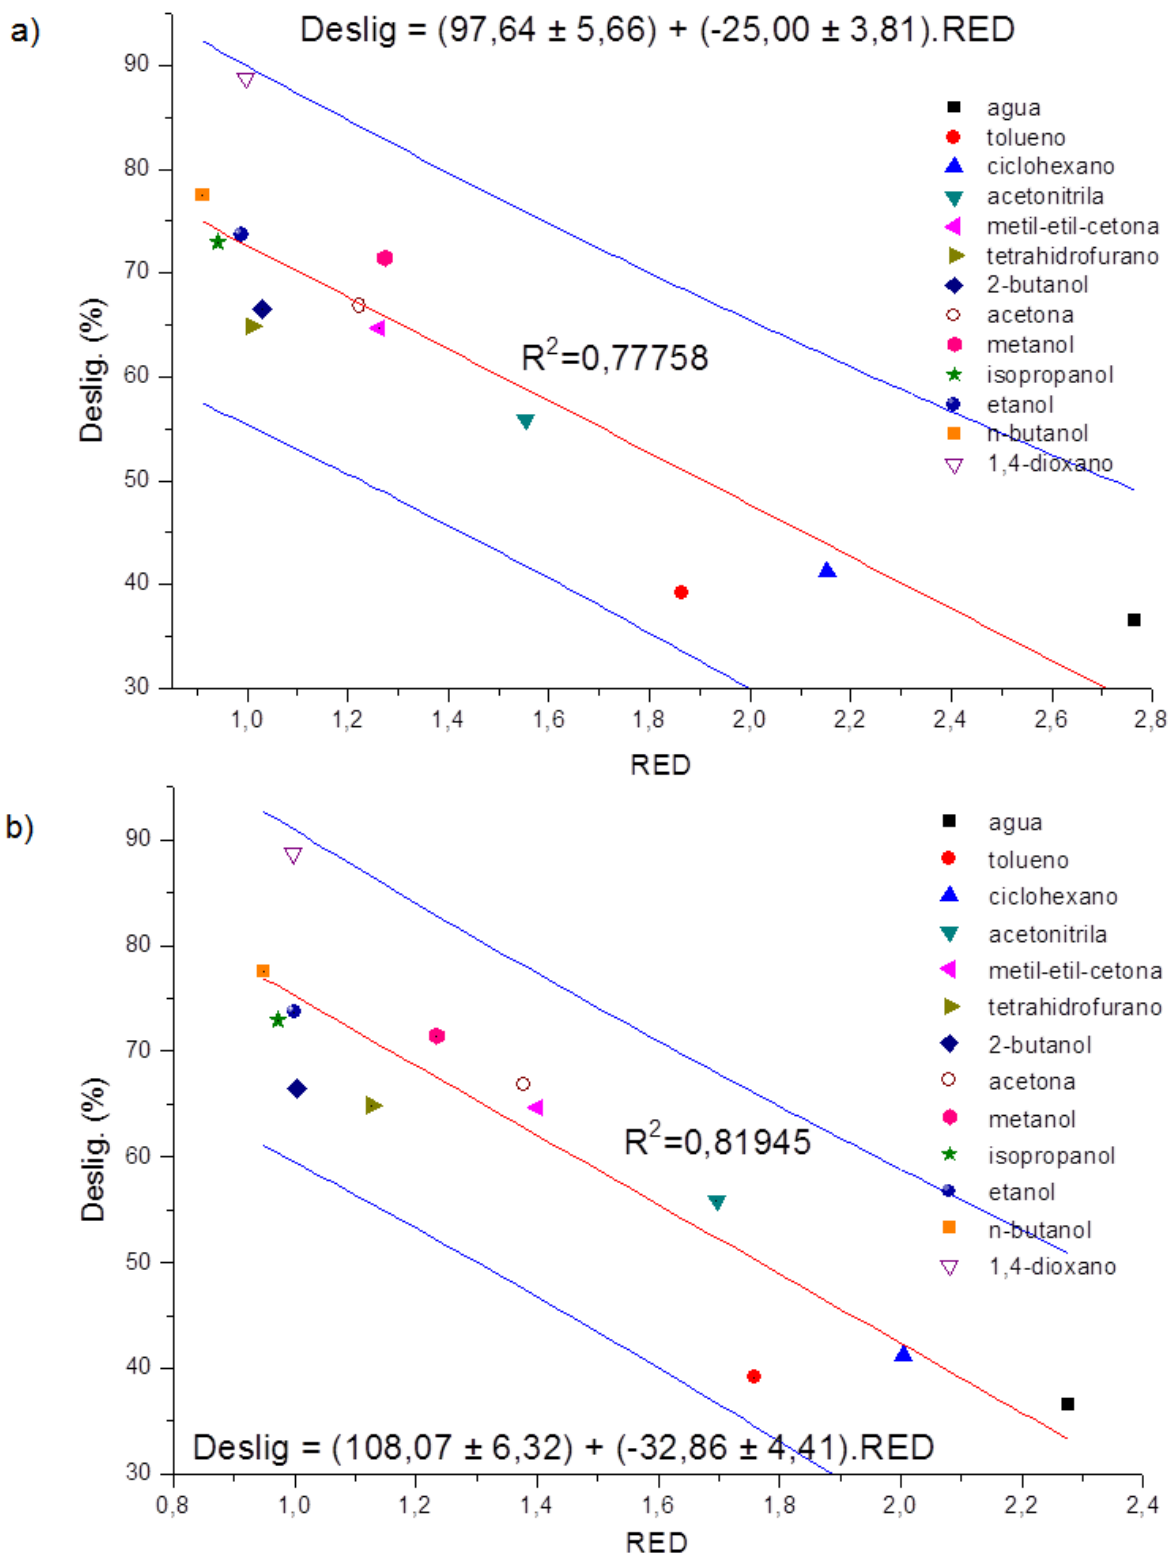 a)
Deslig = (97,64 ± 5,66) + (-25,00 ± 3,81).RED
90
80
70
60
50
40
30
Deslig. (%)
agua
tolueno
ciclohexano
acetonitrila
metil-etil-cetona
tetrahidrofurano
2-butanol
acetona
metanol
isopropanol
etanol
n-butanol
1,4-dioxano
R²=0,77758
1,0 1,2 1,4 1,6 1,8 2,0 2,2 2,4 2,6 2,8
RED
b)
90
80
70
60
50
40
30
Deslig. (%)
agua
tolueno
ciclohexano
acetonitrila
metil-etil-cetona
tetrahidrofurano
2-butanol
acetona
metanol
isopropanol
etanol
n-butanol
1,4-dioxano
R²=0,81945
Deslig = (108,07 ± 6,32) + (-32,86 ± 4,41).RED
0,8 1,0 1,2 1,4 1,6 1,8 2,0 2,2 2,4
RED